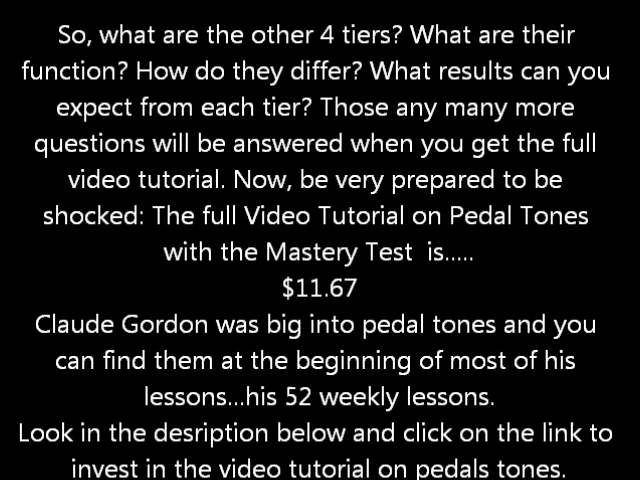 So, what are the other 4 tiers? What are their
function? How do they differ? What results can you
expect from each tier? Those any many more
questions will be answered when you get the full
video tutorial. Now, be very prepared to be
shocked: The full Video Tutorial on Pedal Tones
with the Mastery Test  is.....
$11.67
Claude Gordon was big into pedal tones and you
can find them at the beginning of most of his
lessons...his 52 weekly lessons.
Look in the desription below and click on the link to
invest in the video tutorial on pedals tones.